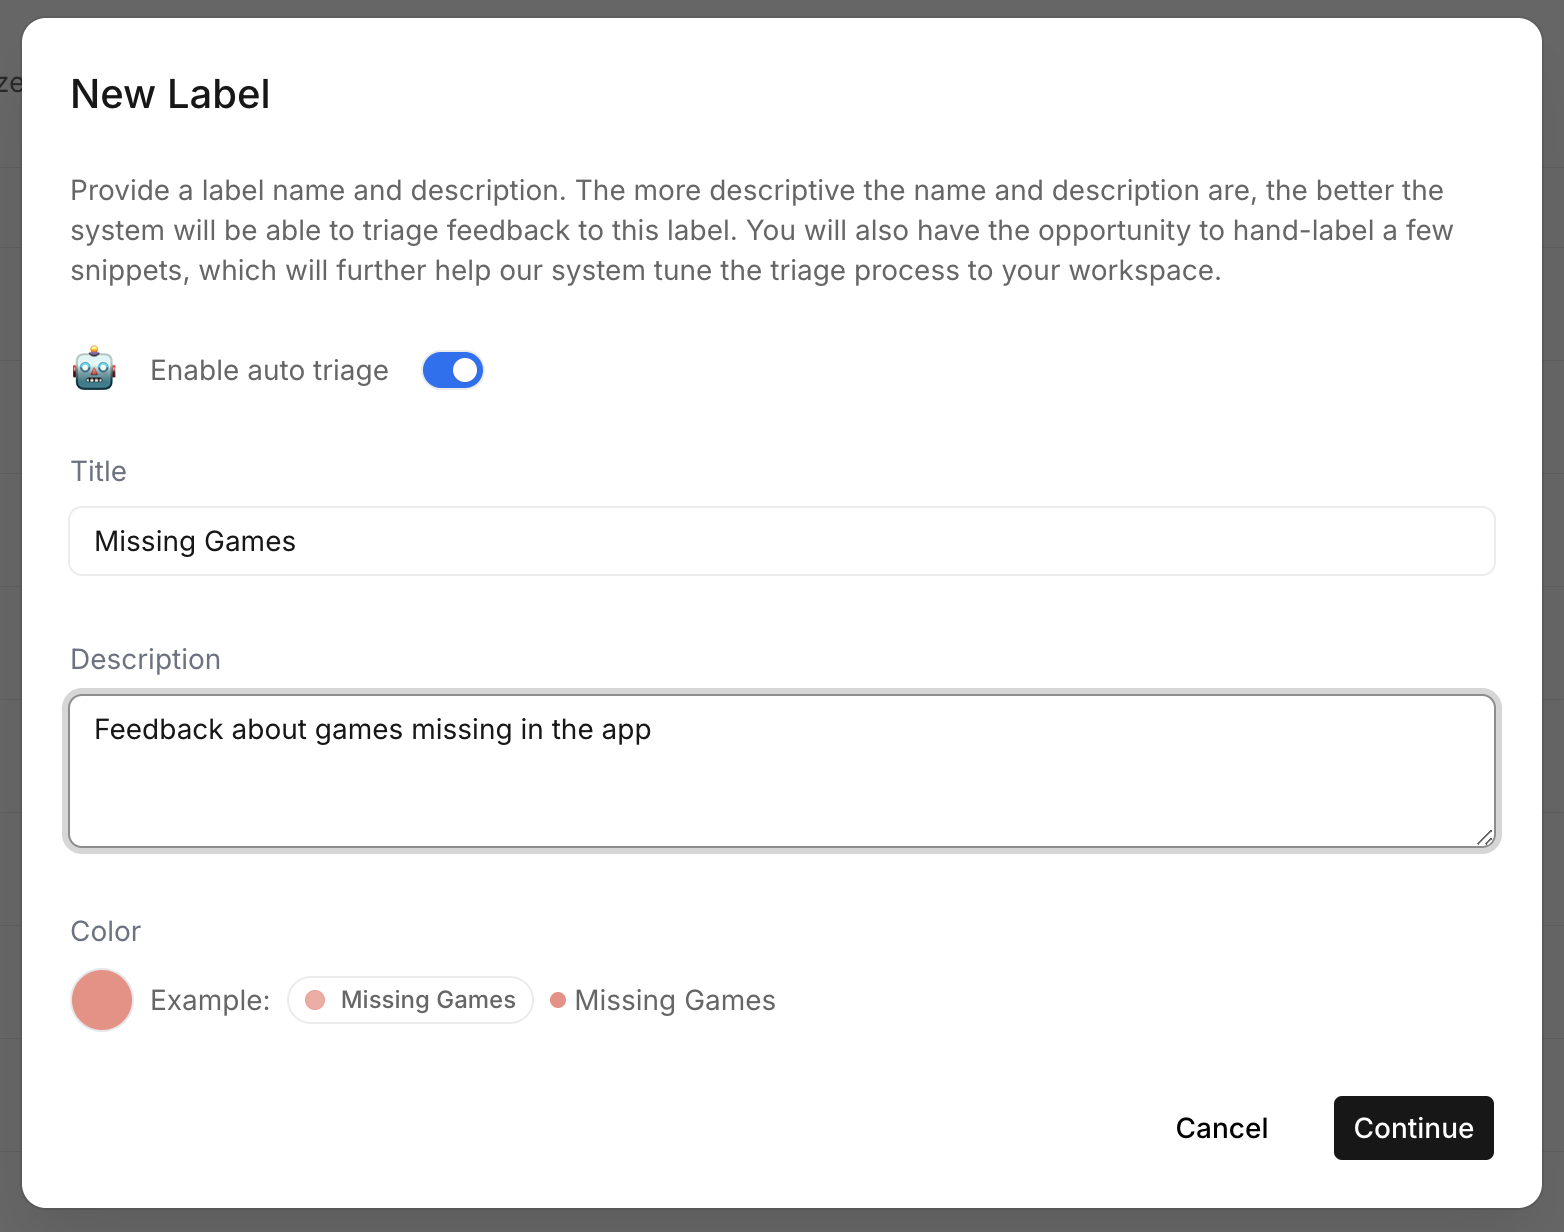 ze
New Label
Provide a label name and description. The more descriptive the name and description are, the better the
system will be able to triage feedback to this label. You will also have the opportunity to hand-label a few
snippets, which will further help our system tune the triage process to your workspace.
Enable auto triage
Title
Missing Games
Description
Feedback about games missing in the app
Color
Example: Missing Games Missing Games
Cancel Continue